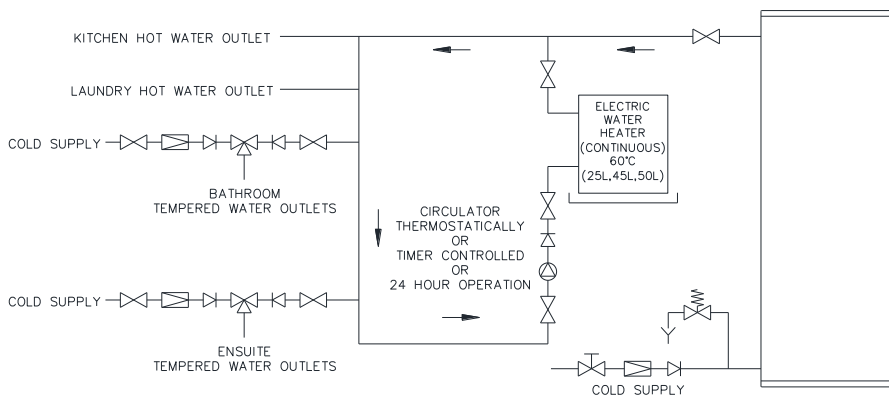 KITCHEN HOT WATER OUTLET
LAUNDRY HOT WATER OUTLET
COLD SUPPLY
BATHROOM
TEMPERED WATER OUTLETS
ELECTRIC
WATER
HEATER
(CONTINUOUS)
60°C
(25L,45L,50L)
CIRCULATOR
THERMOSTATICALLY
OR
TIMER CONTROLLED
OR
24 HOUR OPERATION
COLD SUPPLY
ENSUITE
TEMPERED WATER OUTLETS
COLD SUPPLY